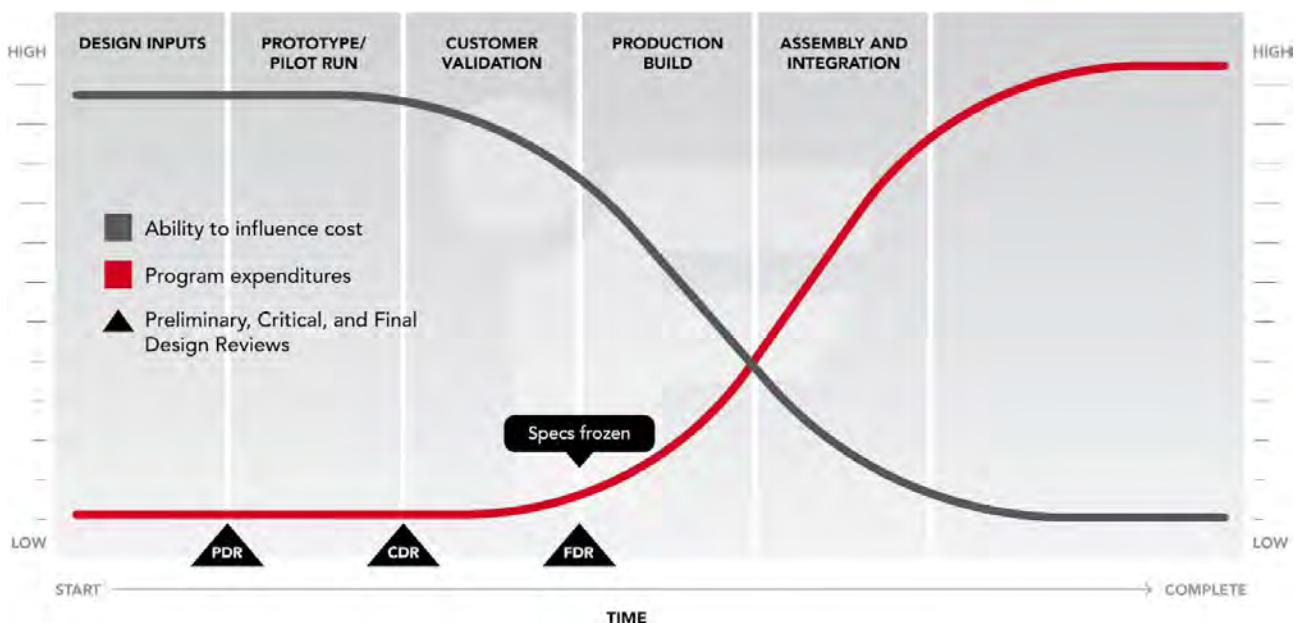 HIGH
DESIGN INPUTS
PROTOTYPE/
PILOT RUN
CUSTOMER
VALIDATION
PRODUCTION
BUILD
ASSEMBLY AND
INTEGRATION
HIGH
Ability to influence cost
Program expenditures
Preliminary, Critical, and Final
Design Reviews
Specs frozen
LOW
PDR
CDR
FDR
LOW
START
COMPLETE
TIME